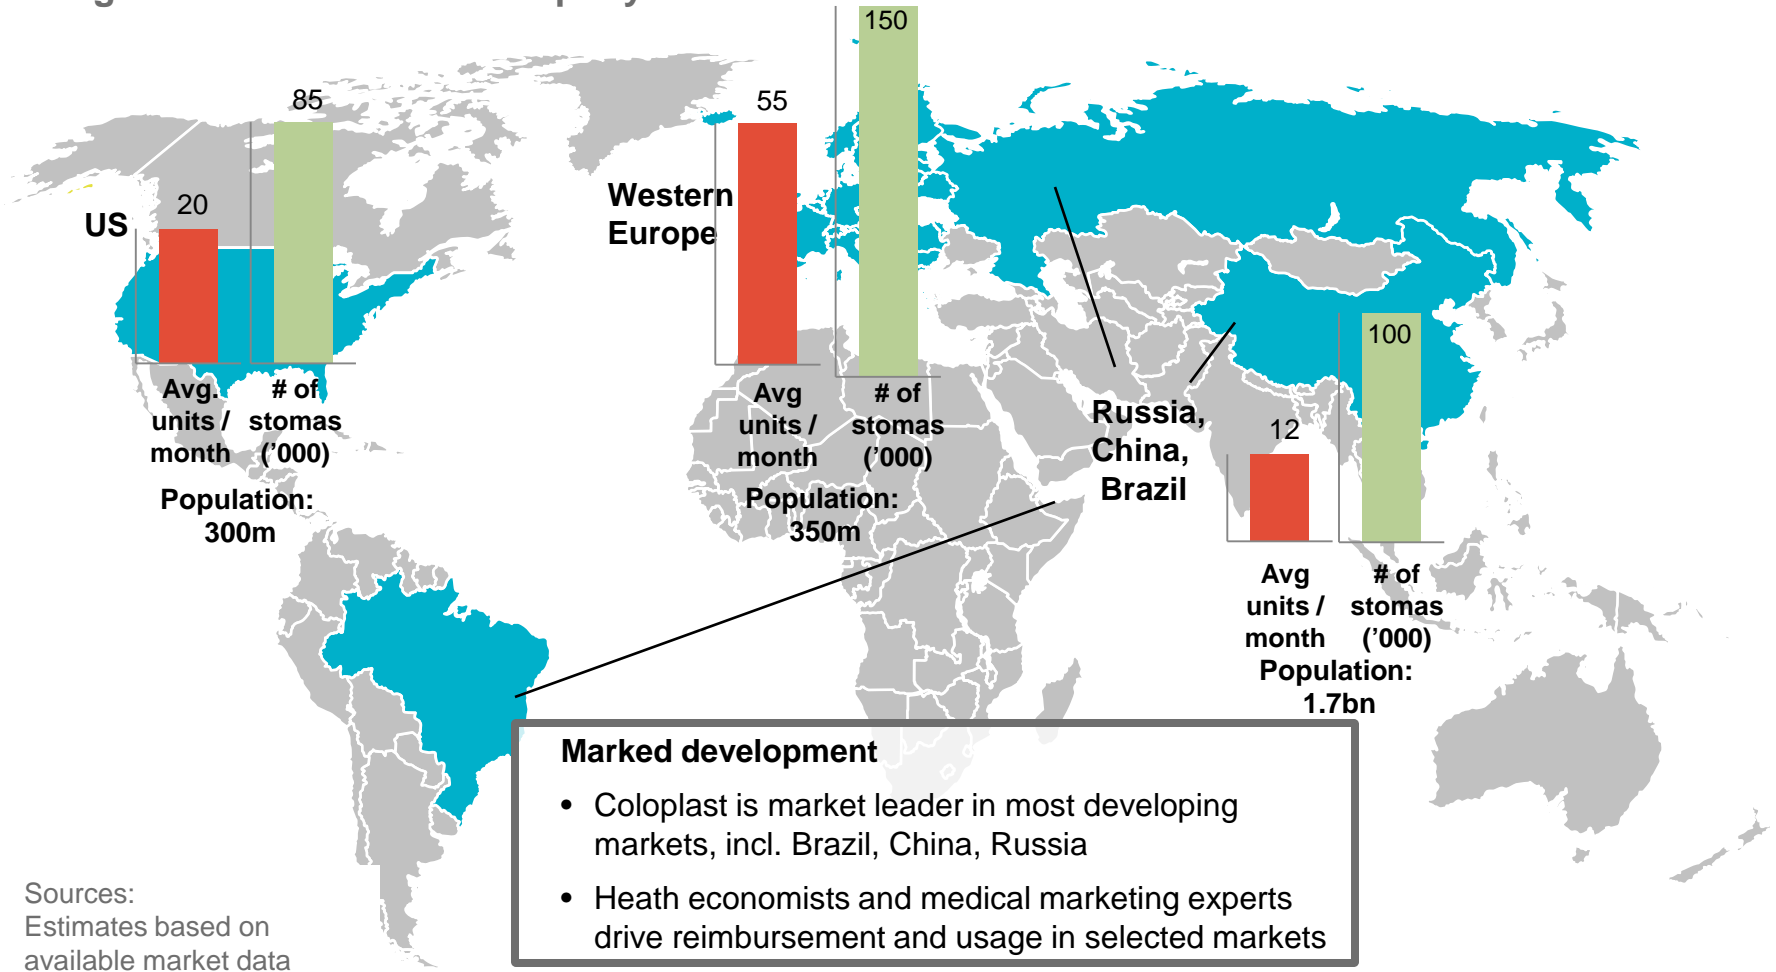 150
85
55
20
US
Western
Europe
100
12
Avg.
units /
month
# of
stomas
(’000)
Population:
300m
Avg
units /
month
# of
stomas
(’000)
Population:
350m
Russia,
China,
Brazil
Avg
units /
month
# of
stomas
(’000)
Population:
1.7bn
Marked development
• Coloplast is market leader in most developing
markets, incl. Brazil, China, Russia
• Heath economists and medical marketing experts
drive reimbursement and usage in selected markets
Sources:
Estimates based on
available market data